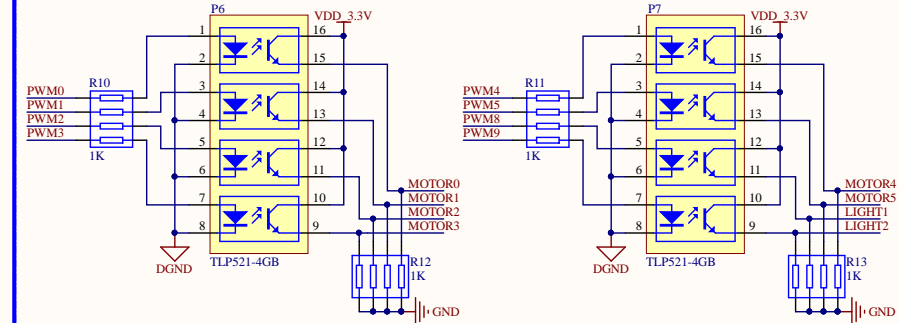 P6
VDD_3.3V
1
16
2
15
R10
PWM0
PWM1
PWM2
PWM3
1K
3
14
4
13
5
12
6
11
7
10
8
9
MOTOR0
MOTOR1
MOTOR2
MOTOR3
DGND
TLP521-4GB
R12
1K
GND
P7
VDD_3.3V
1
16
2
15
R11
PWM4
PWM5
PWM8
PWM9
1K
3
14
4
13
5
12
6
11
7
10
8
9
MOTOR4
MOTOR5
LIGHT1
LIGHT2
DGND
TLP521-4GB
R13
1K
GND